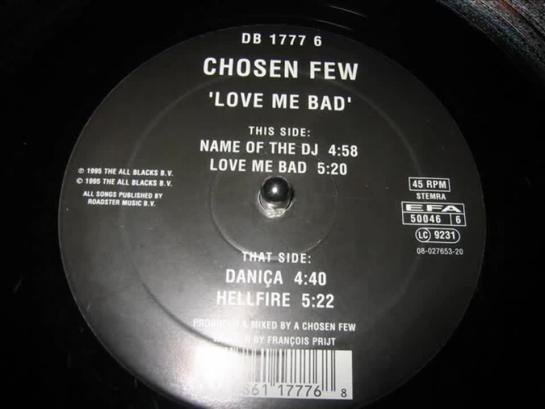 DB 1777 6
CHOSEN FEW
'LOVE ME BAD'
THIS SIDE:
NAME OF THE DJ 4:58
LOVE ME BAD 5:20
℗ 1995 THE ALL BLACKS B.V.
© 1995 THE ALL BLACKS B.V.
ALL SONGS PUBLISHED BY
ROADSTER MUSIC B.V.
45 RPM
STEMRA
EFA
50046 6
LC 9231
08-027653-20
THAT SIDE:
DANIÇA 4:40
HELLFIRE 5:22
& MIXED BY A CHOSEN FEW
BY FRANÇOIS PRIJT
61 17776 8